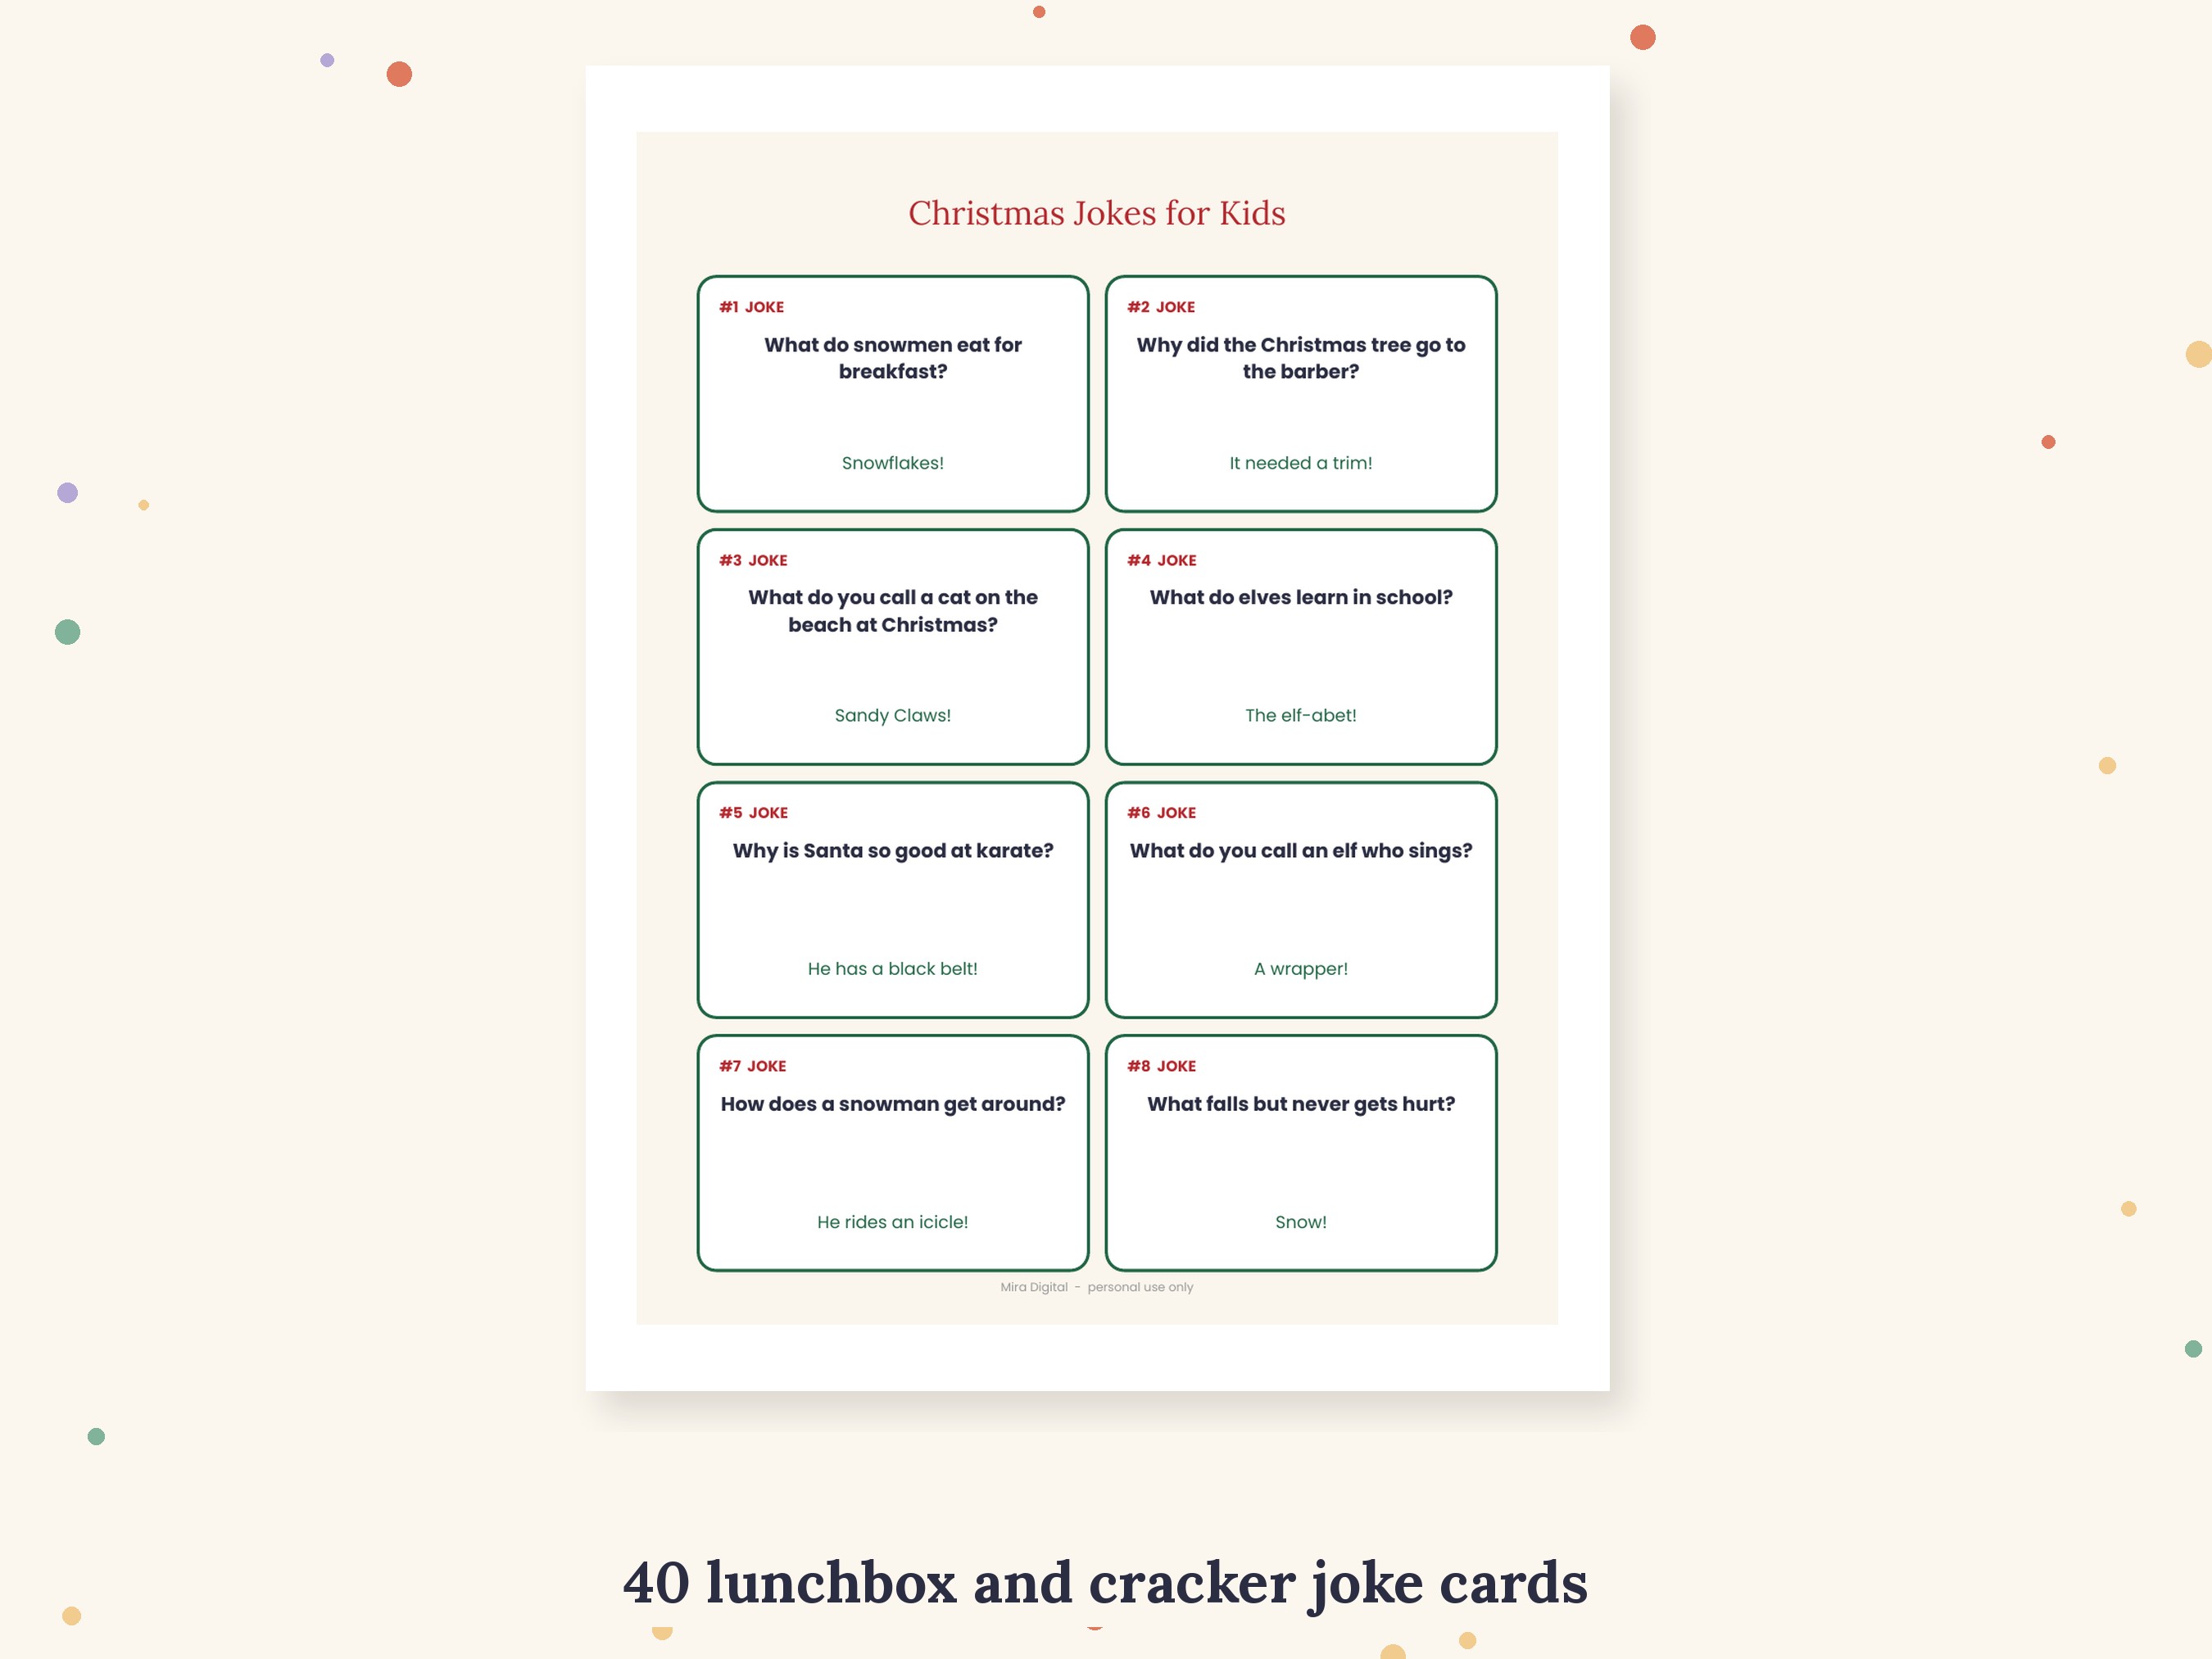 Christmas Jokes for Kids
#1 JOKE
What do snowmen eat for
breakfast?
Snowflakes!
#2 JOKE
Why did the Christmas tree go to
the barber?
It needed a trim!
#3 JOKE
What do you call a cat on the
beach at Christmas?
Sandy Claws!
#4 JOKE
What do elves learn in school?
The elf-abet!
#5 JOKE
Why is Santa so good at karate?
He has a black belt!
#6 JOKE
What do you call an elf who sings?
A wrapper!
#7 JOKE
How does a snowman get around?
He rides an icicle!
#8 JOKE
What falls but never gets hurt?
Snow!
Mira Digital - personal use only
40 lunchbox and cracker joke cards